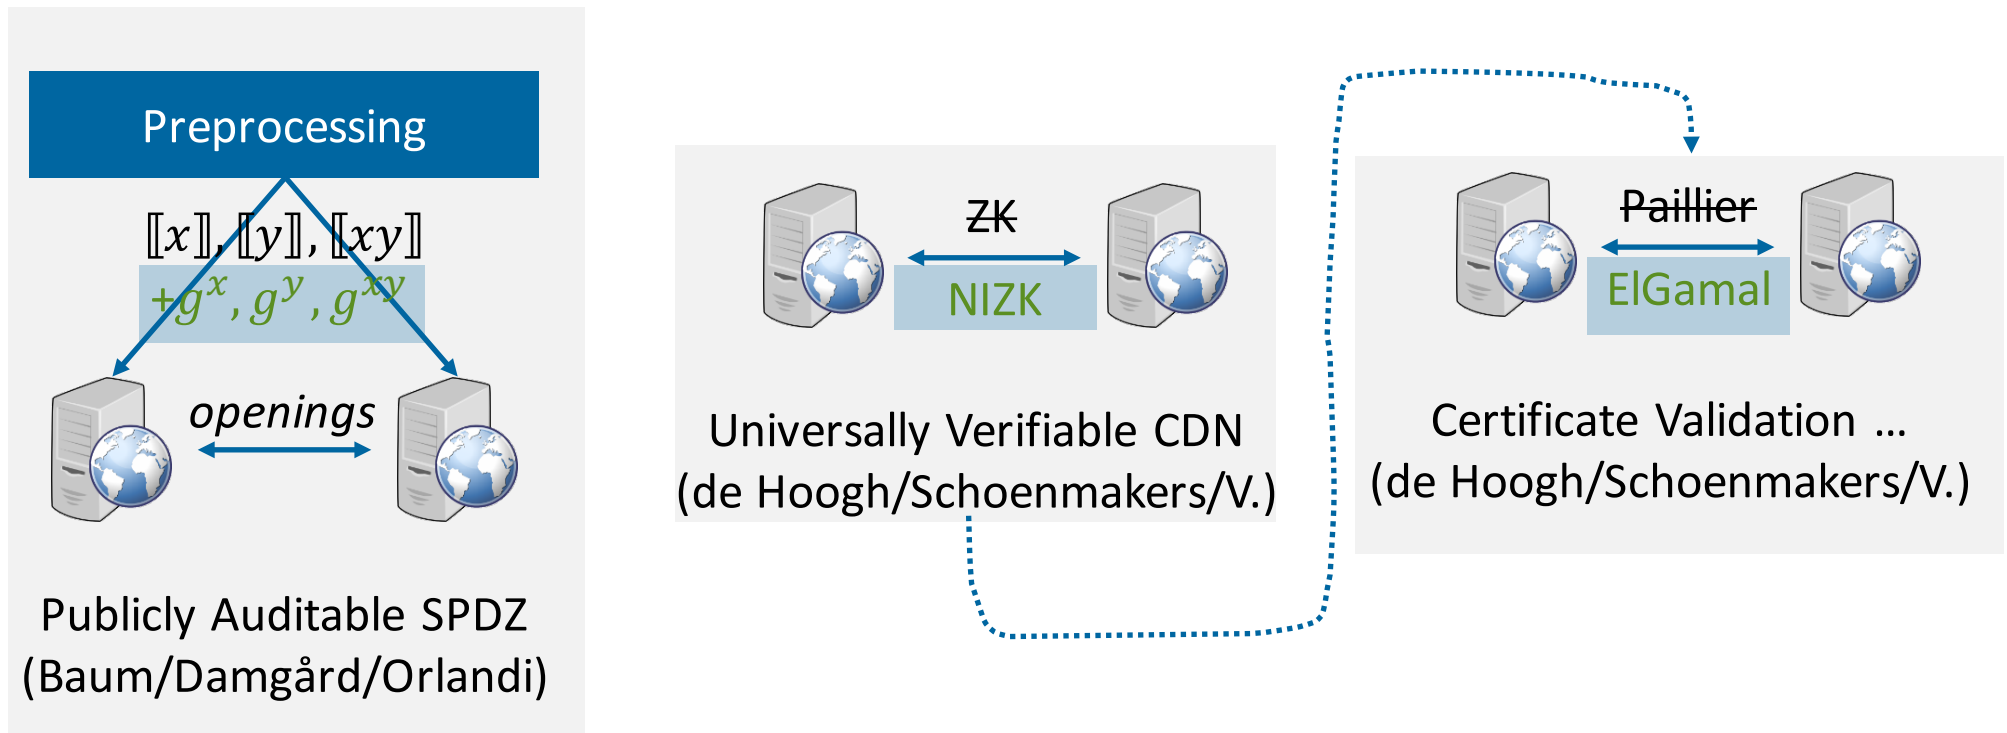 Preprocessing
⟦x⟧, ⟦y⟧, ⟦xy⟧
+g^x, g^y, g^xy
openings
Publicly Auditable SPDZ
(Baum/Damgård/Orlandi)
ZK
NIZK
Universally Verifiable CDN
(de Hoogh/Schoenmakers/V.)
Paillier
ElGamal
Certificate Validation …
(de Hoogh/Schoenmakers/V.)